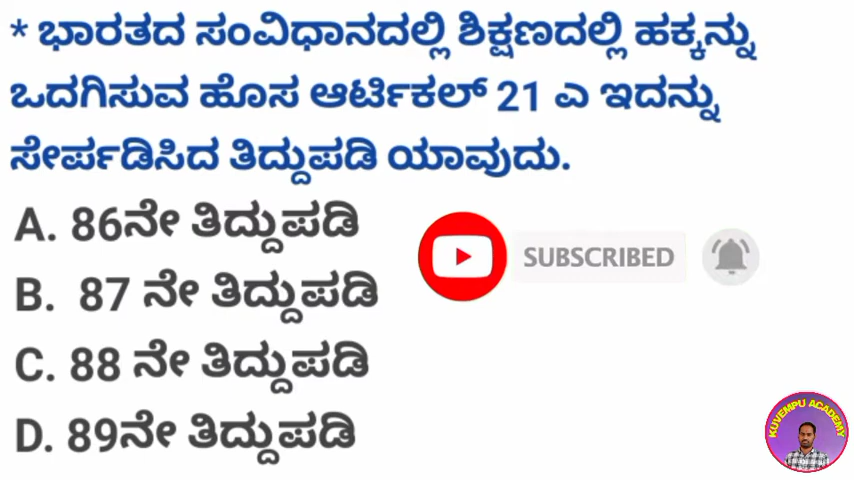 * ಭಾರತದ ಸಂವಿಧಾನದಲ್ಲಿ ಶಿಕ್ಷಣದಲ್ಲಿ ಹಕ್ಕನ್ನು
ಒದಗಿಸುವ ಹೊಸ ಆರ್ಟಿಕಲ್ 21 ಎ ಇದನ್ನು
ಸೇರ್ಪಡಿಸಿದ ತಿದ್ದುಪಡಿ ಯಾವುದು.
A. 86ನೇ ತಿದ್ದುಪಡಿ
B. 87 ನೇ ತಿದ್ದುಪಡಿ
SUBSCRIBED
C. 88 ನೇ ತಿದ್ದುಪಡಿ
D. 89ನೇ ತಿದ್ದುಪಡಿ
KUVEMPU ACADEMY